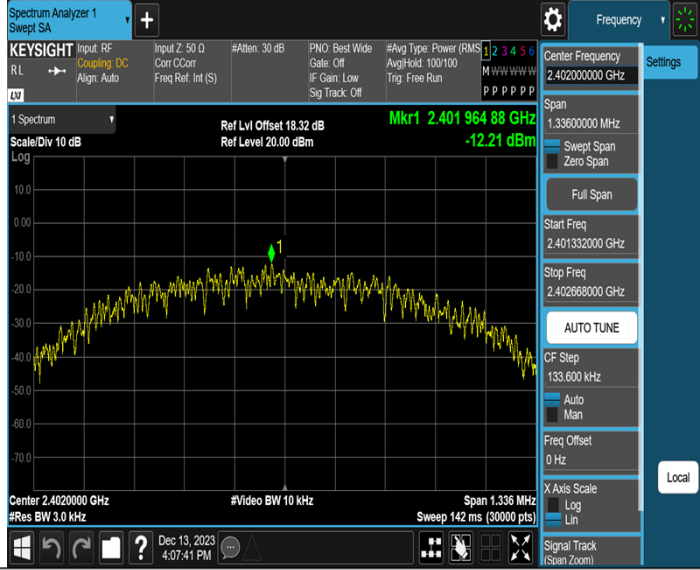 Spectrum Analyzer 1
Swept SA
Frequency
KEYSIGHT
RL
LXI
Input: RF
Coupling: DC
Align: Auto
Input Z: 50 Ω
Corr CCorr
Freq Ref: Int (S)
#Atten: 30 dB
PNO: Best Wide
Gate: Off
IF Gain: Low
Sig Track: Off
#Avg Type: Power (RMS
Avg|Hold: 100/100
Trig: Free Run
1 2 3 4 5 6
M W W W W W
P P P P P P
Center Frequency
2.402000000 GHz
Settings
Span
1.33600000 MHz
Swept Span
Zero Span
Full Span
Start Freq
2.401332000 GHz
Stop Freq
2.402668000 GHz
AUTO TUNE
CF Step
133.600 kHz
Auto
Man
Freq Offset
0 Hz
X Axis Scale
Log
Lin
Signal Track
(Span Zoom)
Local
1 Spectrum
Scale/Div 10 dB
Log
Ref Lvl Offset 18.32 dB
Ref Level 20.00 dBm
Mkr1 2.401 964 88 GHz
-12.21 dBm
10.0
0.00
-10.0
-20.0
-30.0
-40.0
-50.0
-60.0
-70.0
1
Center 2.4020000 GHz
#Res BW 3.0 kHz
#Video BW 10 kHz
Span 1.336 MHz
Sweep 142 ms (30000 pts)
Dec 13, 2023
4:07:41 PM